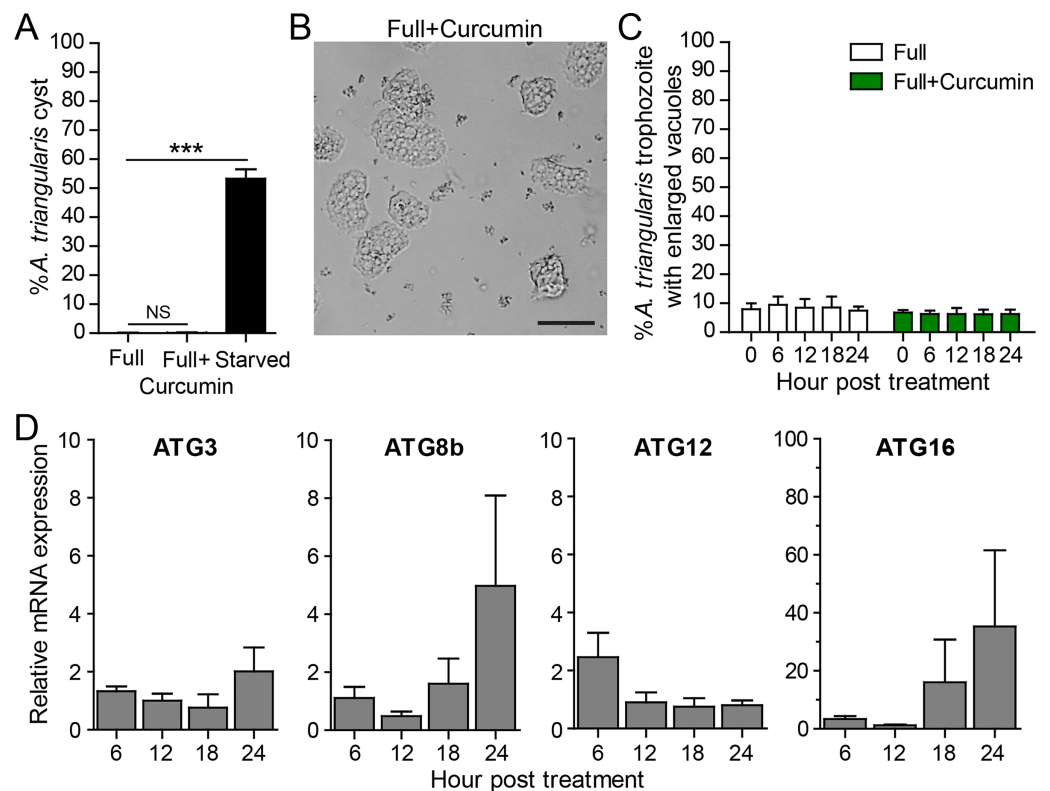 A
%A. triangularis cyst
100
90
80
70
60
50
40
30
20
10
0
***
NS
Full
Full+
Curcumin
Starved
B
Full+Curcumin
C
%A. triangularis trophozoite
with enlarged vacuoles
100
90
80
70
60
50
40
30
20
10
0
Full
Full+Curcumin
0 6 12 18 24
0 6 12 18 24
Hour post treatment
D
Relative mRNA expression
ATG3
10
8
6
4
2
0
6 12 18 24
ATG8b
10
8
6
4
2
0
6 12 18 24
ATG12
10
8
6
4
2
0
6 12 18 24
ATG16
100
80
60
40
20
0
6 12 18 24
Hour post treatment